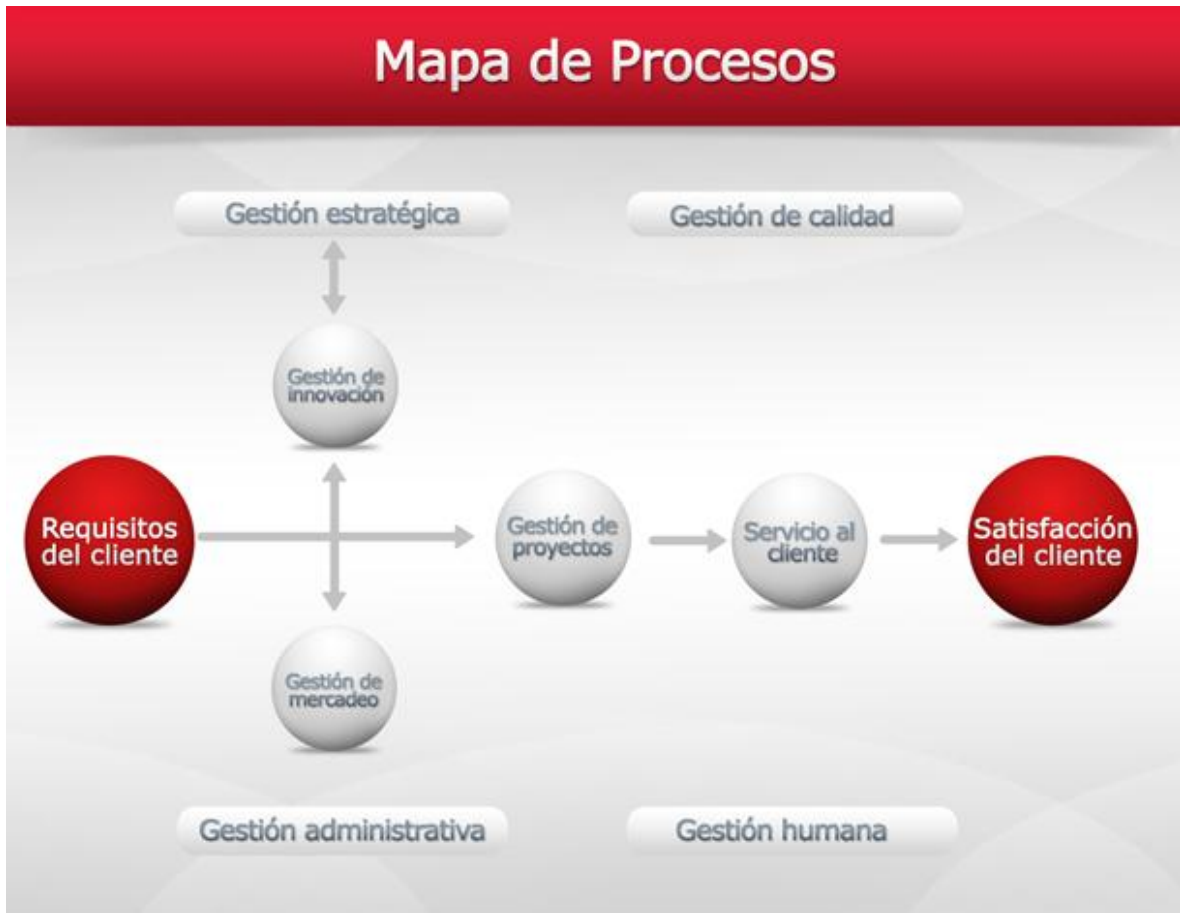 Mapa de Procesos
Gestión estratégica
Gestión de calidad
Gestión de
innovación
Requisitos
del cliente
Gestión de
proyectos
Servicio al
cliente
Satisfacción
del cliente
Gestión de
mercadeo
Gestión administrativa
Gestión humana